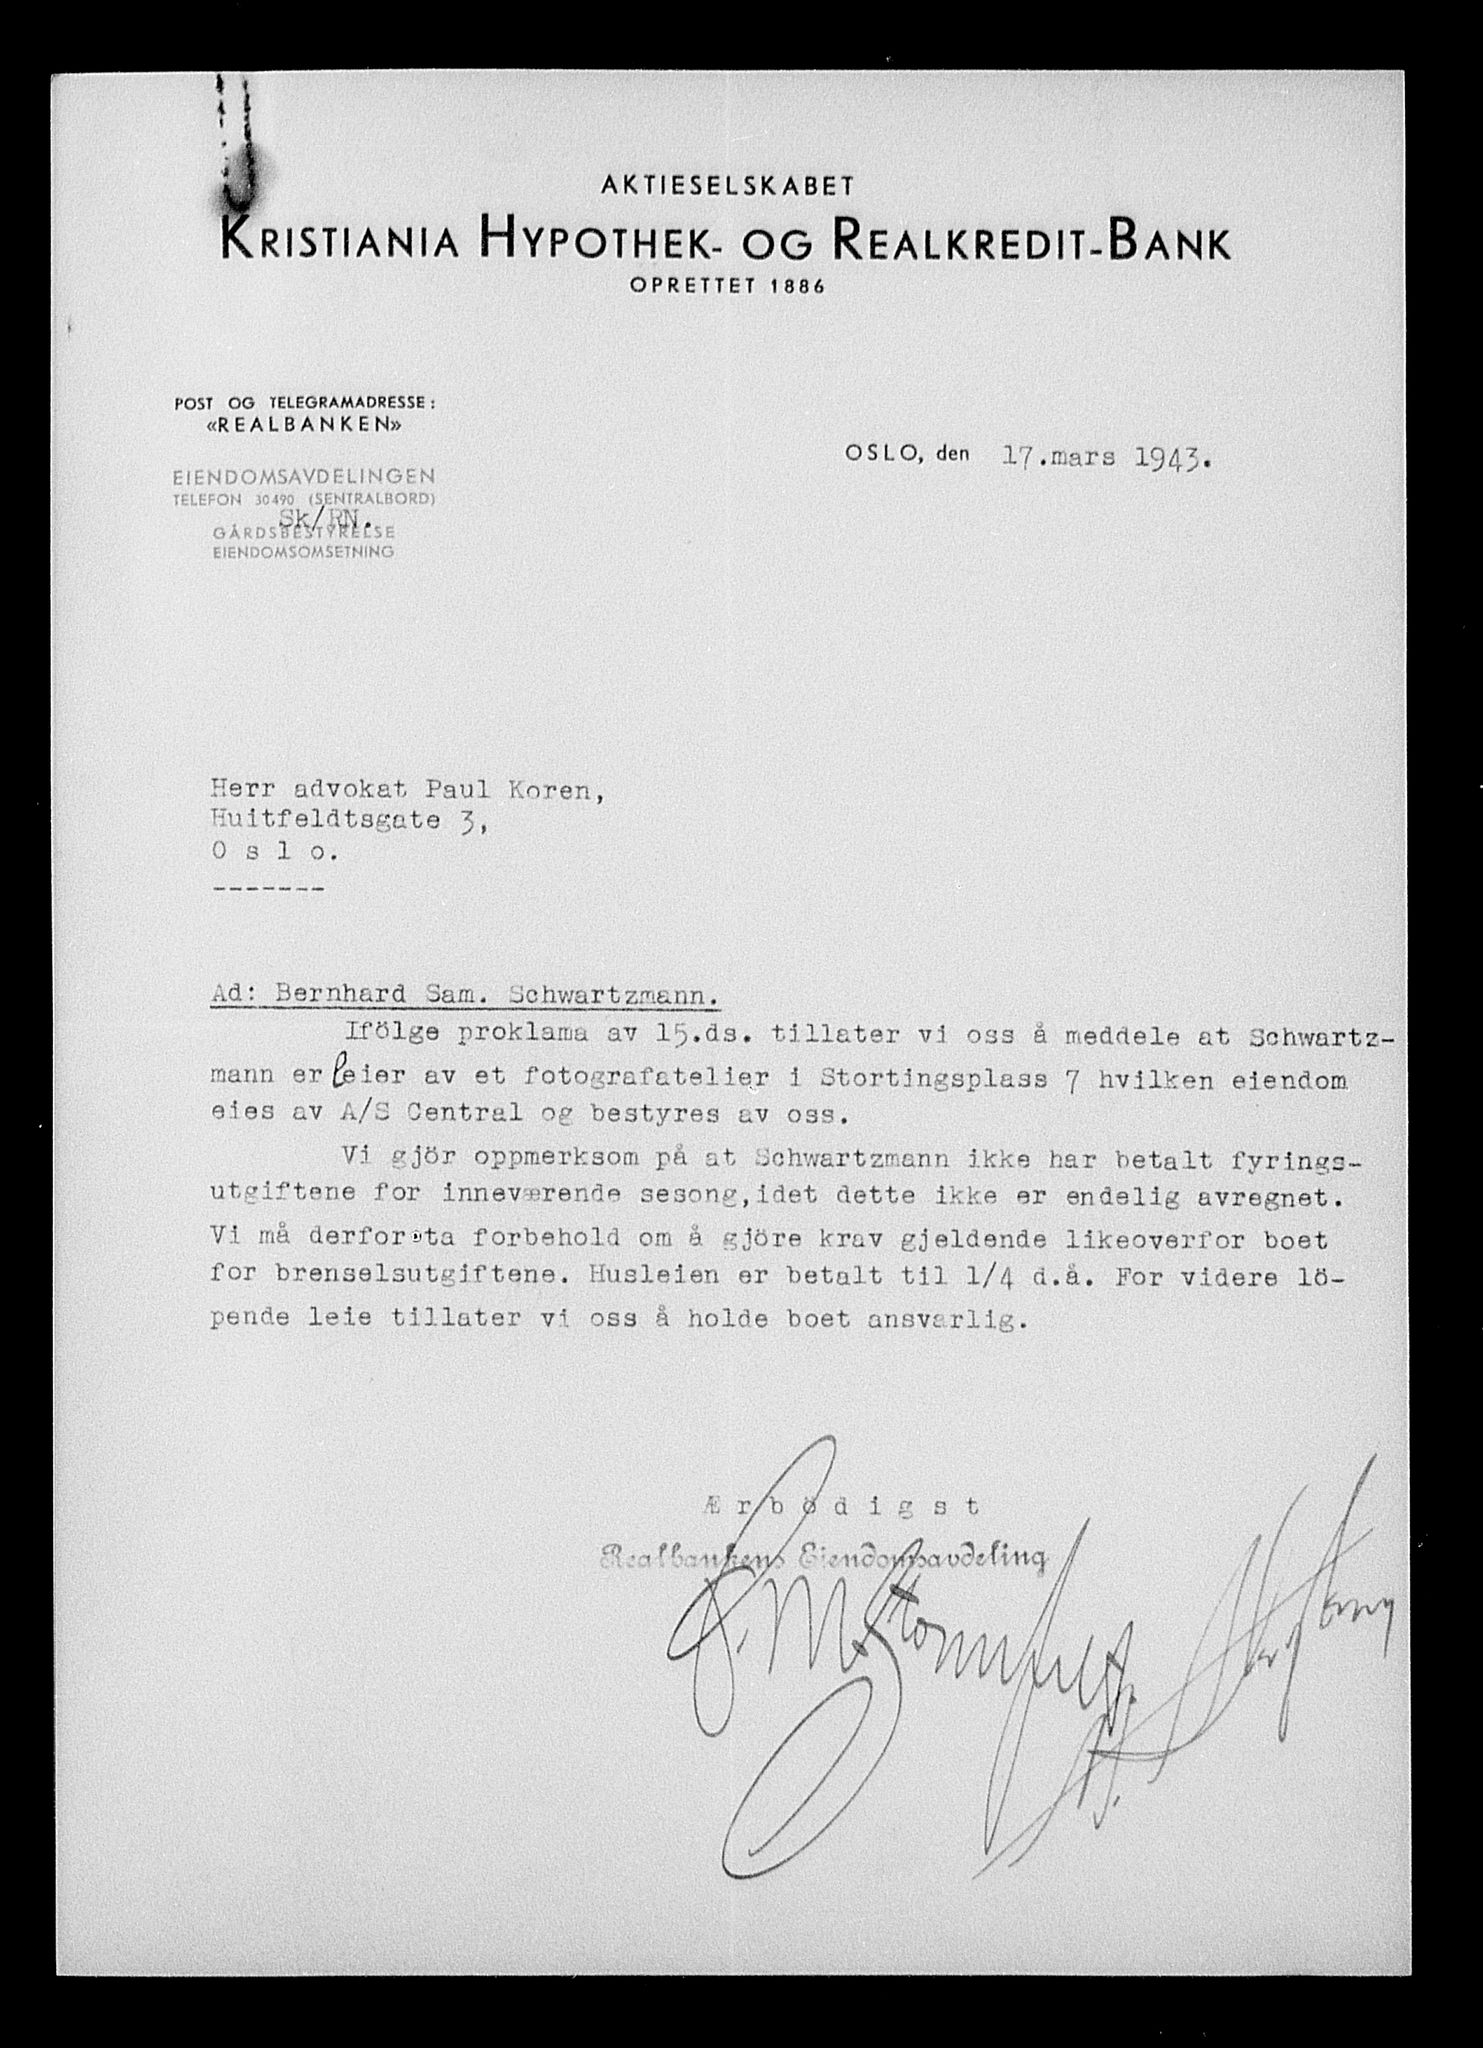 AKTIESELSKABET
KRISTIANIA HYPOTHEK- OG REALKREDIT-BANK
OPRETTET 1886
POST OG TELEGRAMADRESSE:
«REALBANKEN»
OSLO, den 17.mars 1943.
EIENDOMSAVDELINGEN
TELEFON 30490 (SENTRALBORD)
Sk/RN.
GÅRDSBESTYRELSE
EIENDOMSOMSETNING
Herr advokat Paul Koren,
Huitfeldtsgate 3,
O s l o.
-------
Ad: Bernhard Sam. Schwartzmann.
Ifölge proklama av 15.ds. tillater vi oss å meddele at Schwartz-
mann er leier av et fotografatelier i Stortingsplass 7 hvilken eiendom
eies av A/S Central og bestyres av oss.
Vi gjör oppmerksom på at Schwartzmann ikke har betalt fyrings-
utgiftene for inneværende sesong, idet dette ikke er endelig avregnet.
Vi må derfor ta forbehold om å gjöre krav gjeldende likeoverfor boet
for brenselsutgiftene. Husleien er betalt til 1/4 d.å. For videre lö-
pende leie tillater vi oss å holde boet ansvarlig.
Æ r b ö d i g s t
Realbankens Eiendomsavdeling